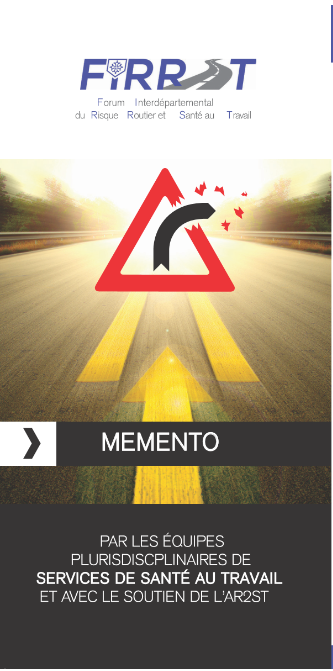 FIRRST
Forum Interdépartemental
du Risque Routier et Santé au Travail
MEMENTO
PAR LES ÉQUIPES
PLURISDISCPLINAIRES DE
SERVICES DE SANTÉ AU TRAVAIL
ET AVEC LE SOUTIEN DE L'AR2ST